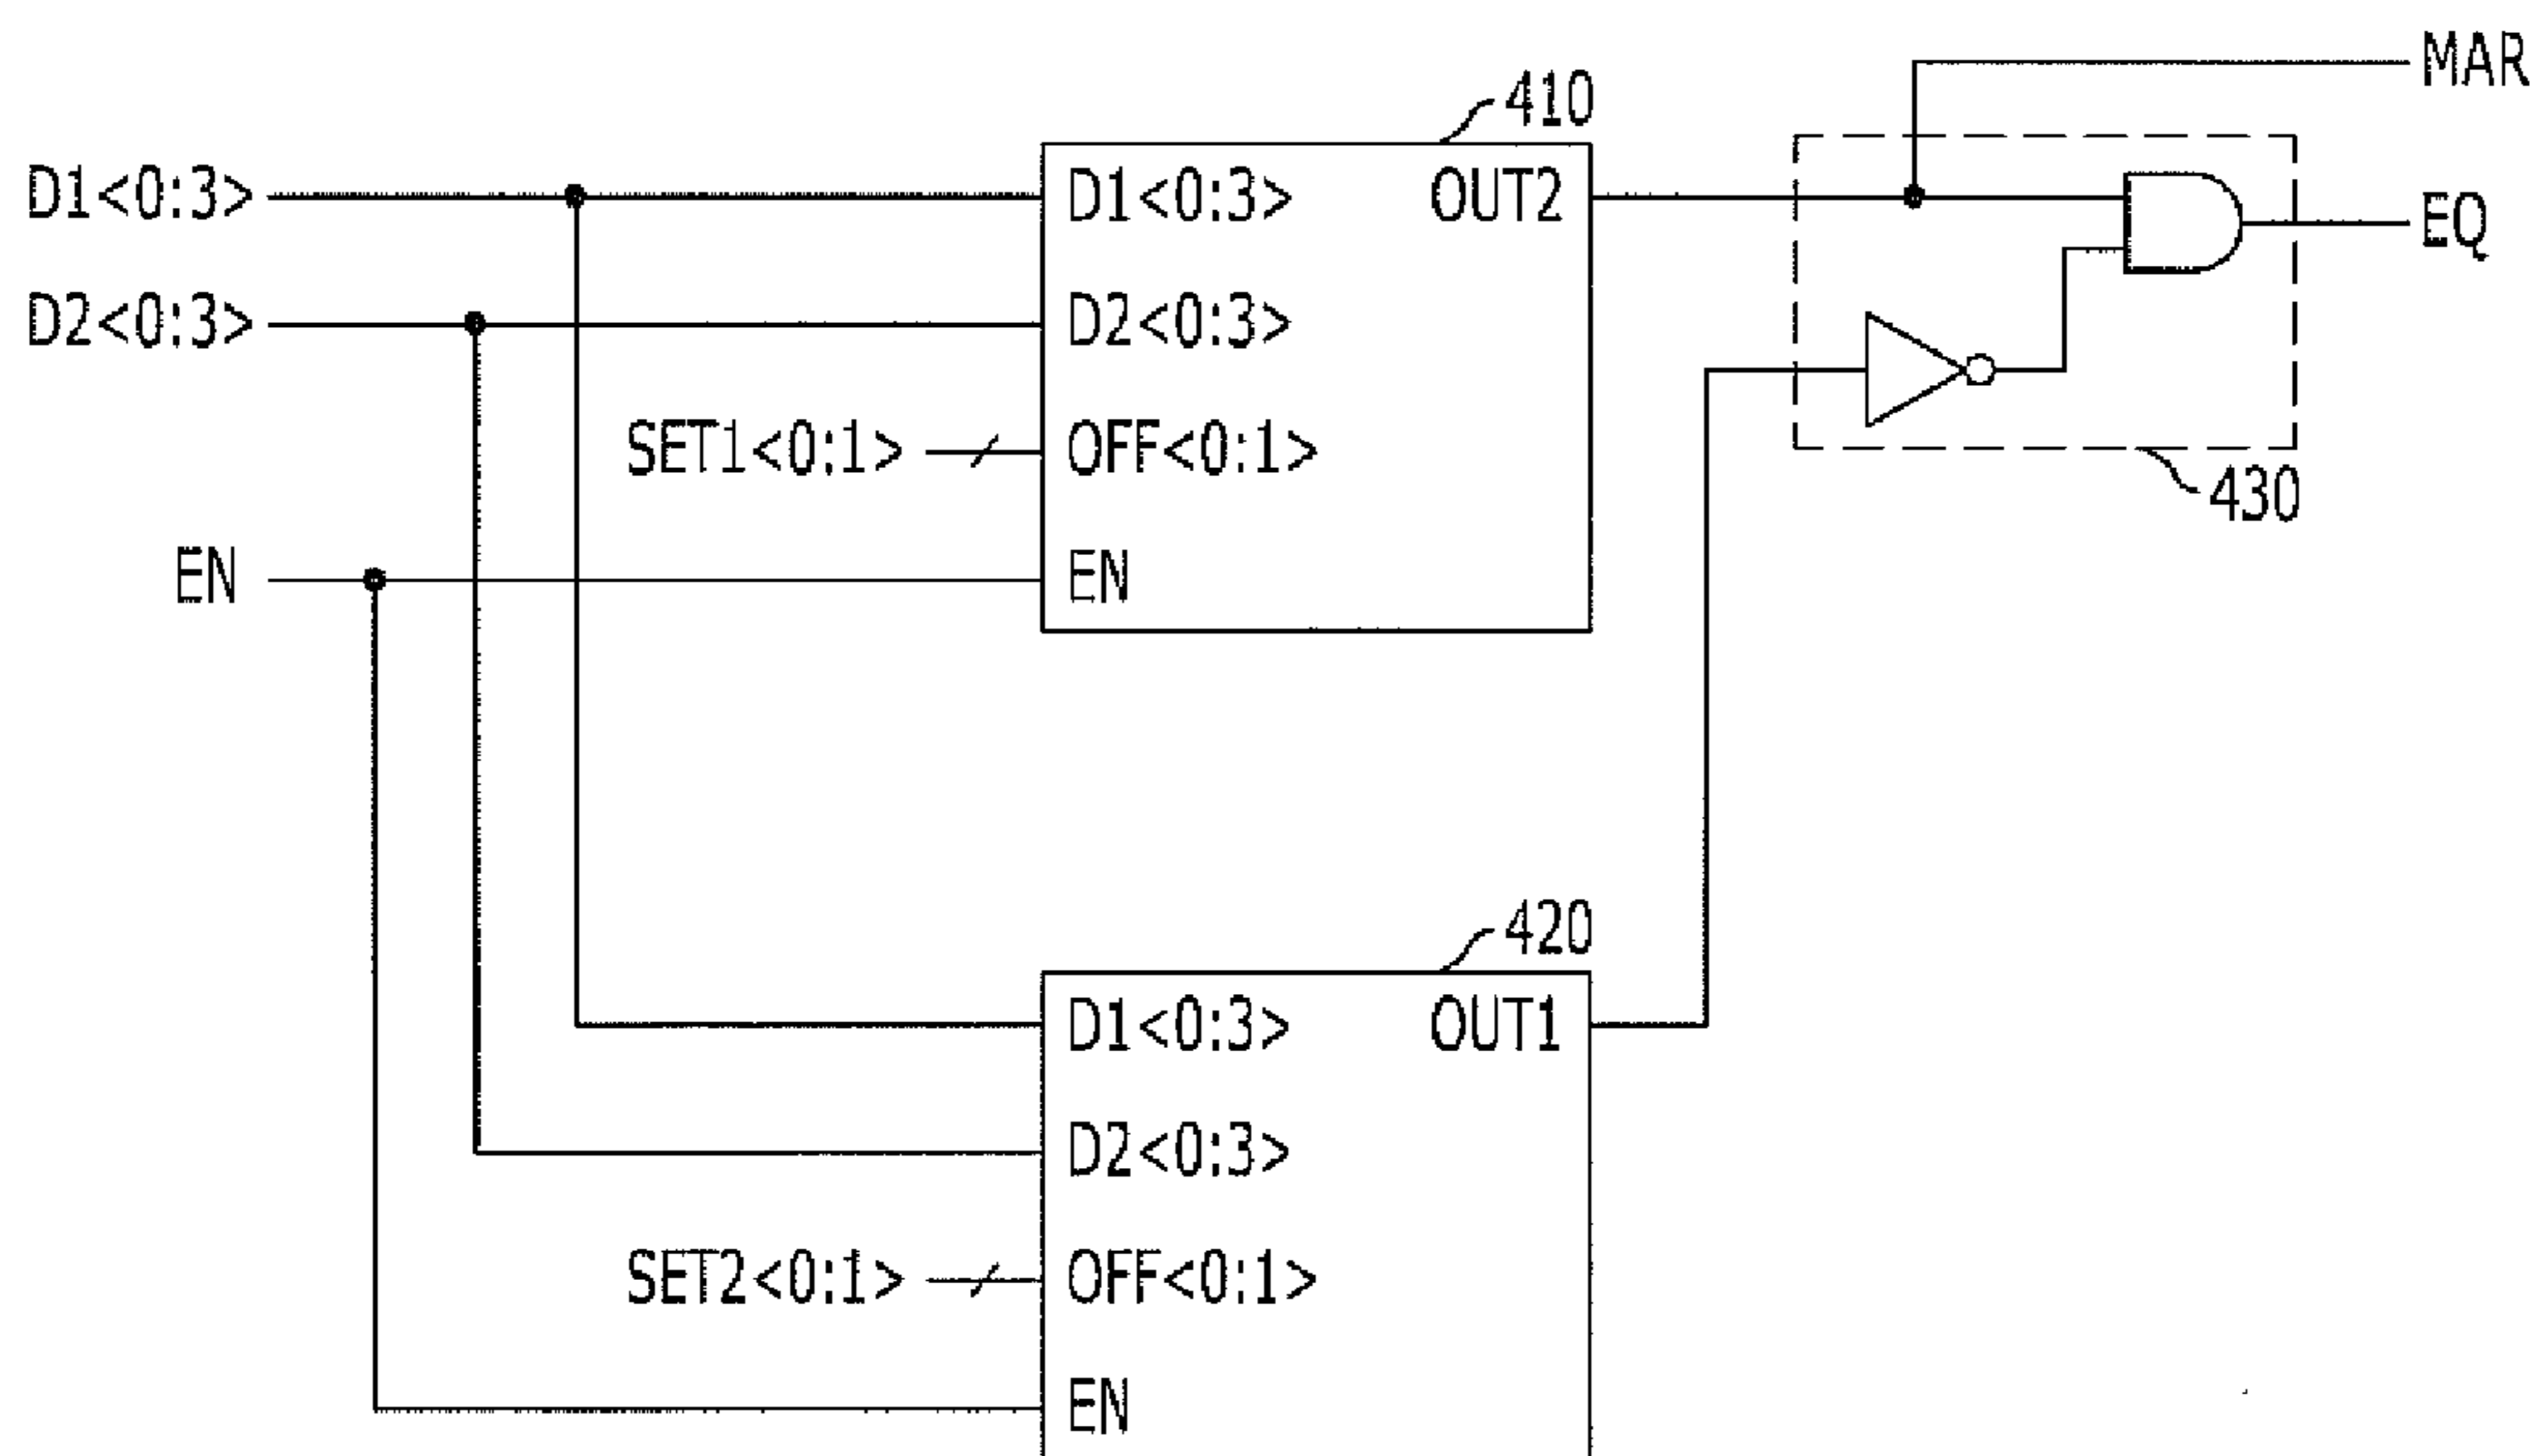 MAR
410
D1<0:3>
D1<0:3>
OUT2
EQ
D2<0:3>
D2<0:3>
SET1<0:1>
OFF<0:1>
430
EN
EN
420
D1<0:3>
OUT1
D2<0:3>
SET2<0:1>
OFF<0:1>
EN